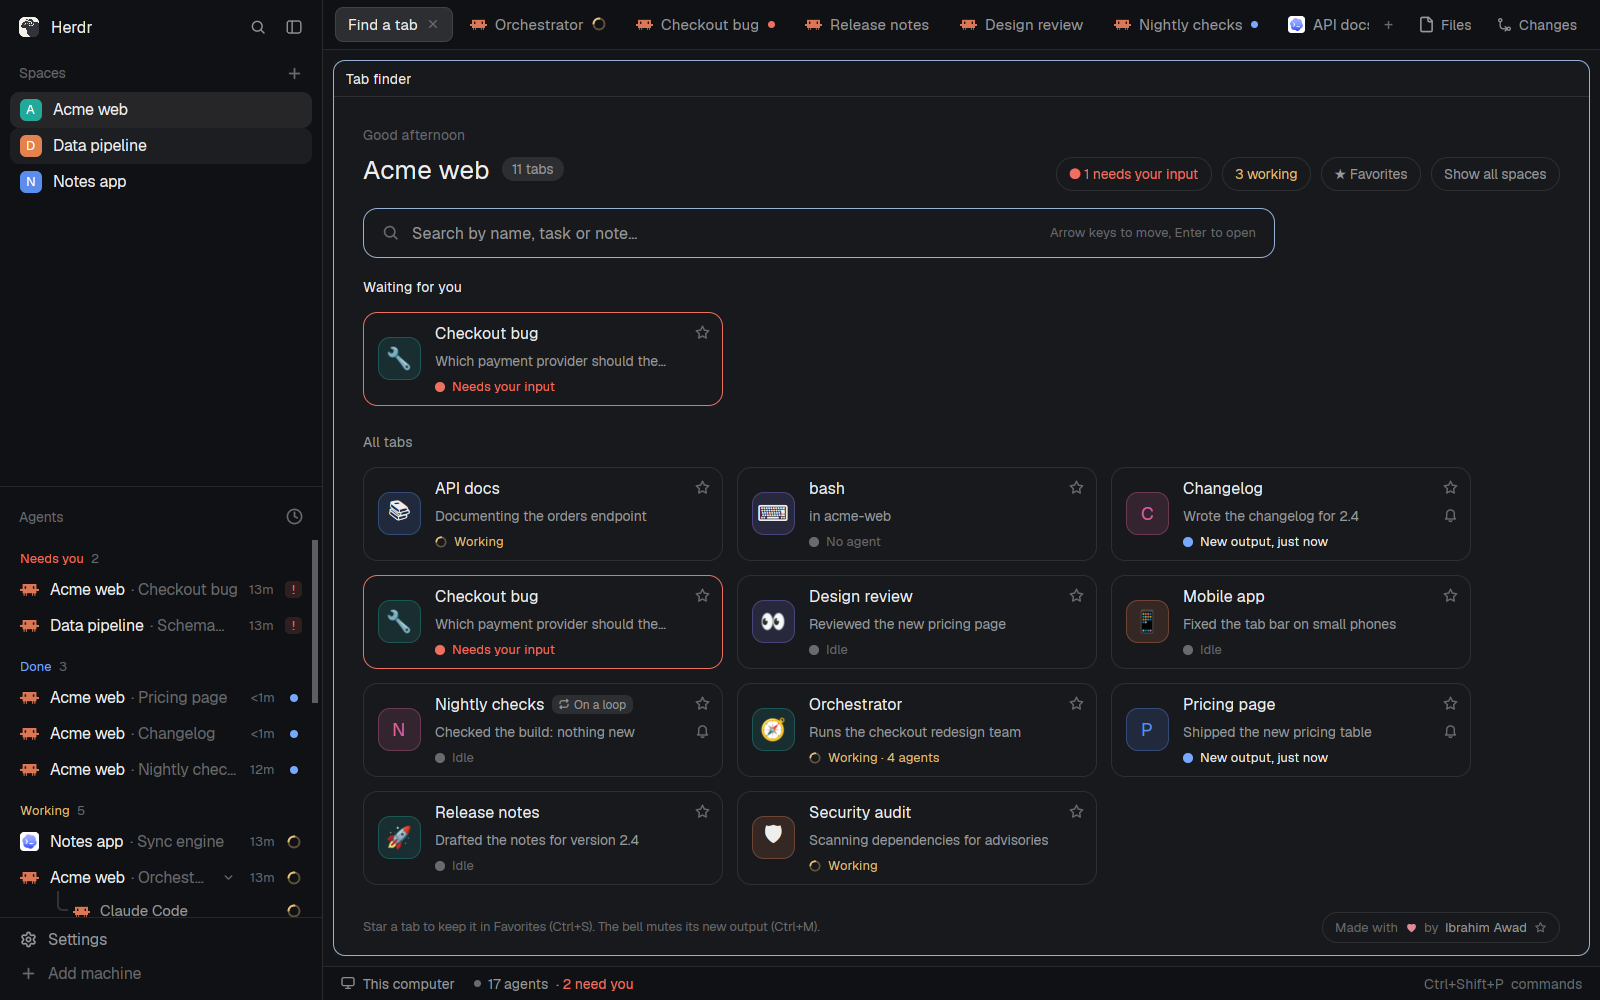 Herdr
Spaces
A Acme web
D Data pipeline
N Notes app
Agents
Needs you 2
Acme web · Checkout bug 13m !
Data pipeline · Schema... 13m !
Done 3
Acme web · Pricing page <1m
Acme web · Changelog <1m
Acme web · Nightly chec... 12m
Working 5
Notes app · Sync engine 13m
Acme web · Orchest... 13m
Claude Code
Settings
Add machine
Find a tab
Orchestrator
Checkout bug
Release notes
Design review
Nightly checks
API docs
Files
Changes
Tab finder
Good afternoon
Acme web 11 tabs
1 needs your input
3 working
★ Favorites
Show all spaces
Search by name, task or note...
Arrow keys to move, Enter to open
Waiting for you
Checkout bug
Which payment provider should the...
Needs your input
All tabs
API docs
Documenting the orders endpoint
Working
bash
in acme-web
No agent
C
Changelog
Wrote the changelog for 2.4
New output, just now
Checkout bug
Which payment provider should the...
Needs your input
Design review
Reviewed the new pricing page
Idle
Mobile app
Fixed the tab bar on small phones
Idle
N
Nightly checks On a loop
Checked the build: nothing new
Idle
Orchestrator
Runs the checkout redesign team
Working · 4 agents
P
Pricing page
Shipped the new pricing table
New output, just now
Release notes
Drafted the notes for version 2.4
Idle
Security audit
Scanning dependencies for advisories
Working
Star a tab to keep it in Favorites (Ctrl+S). The bell mutes its new output (Ctrl+M).
Made with ♥ by Ibrahim Awad
This computer
17 agents · 2 need you
Ctrl+Shift+P commands